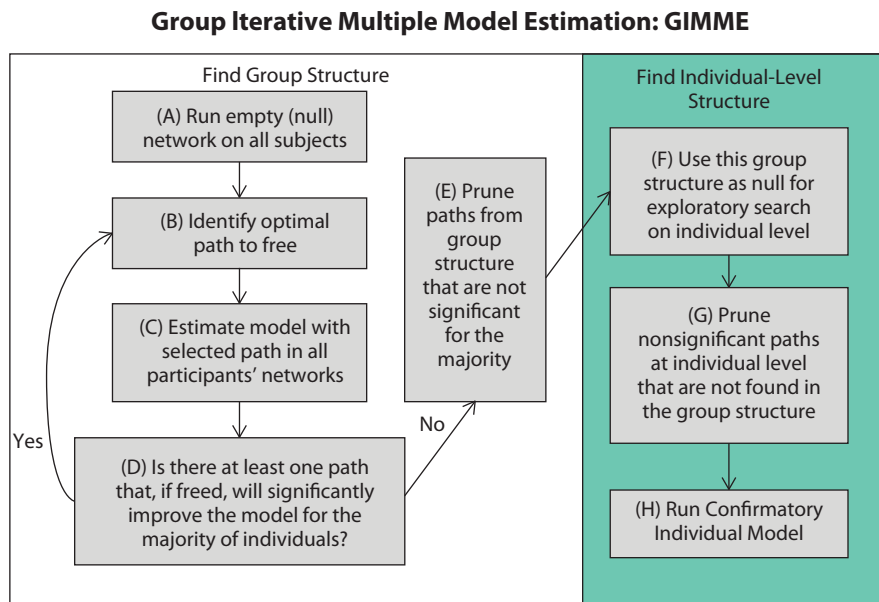 Group Iterative Multiple Model Estimation: GIMME
Find Group Structure
(A) Run empty (null)
network on all subjects
(B) Identify optimal
path to free
(C) Estimate model with
selected path in all
participants’ networks
Yes
(D) Is there at least one path
that, if freed, will significantly
improve the model for the
majority of individuals?
No
(E) Prune
paths from
group
structure
that are not
significant
for the
majority
Find Individual-Level
Structure
(F) Use this group
structure as null for
exploratory search
on individual level
(G) Prune
nonsignificant paths
at individual level
that are not found in
the group structure
(H) Run Confirmatory
Individual Model